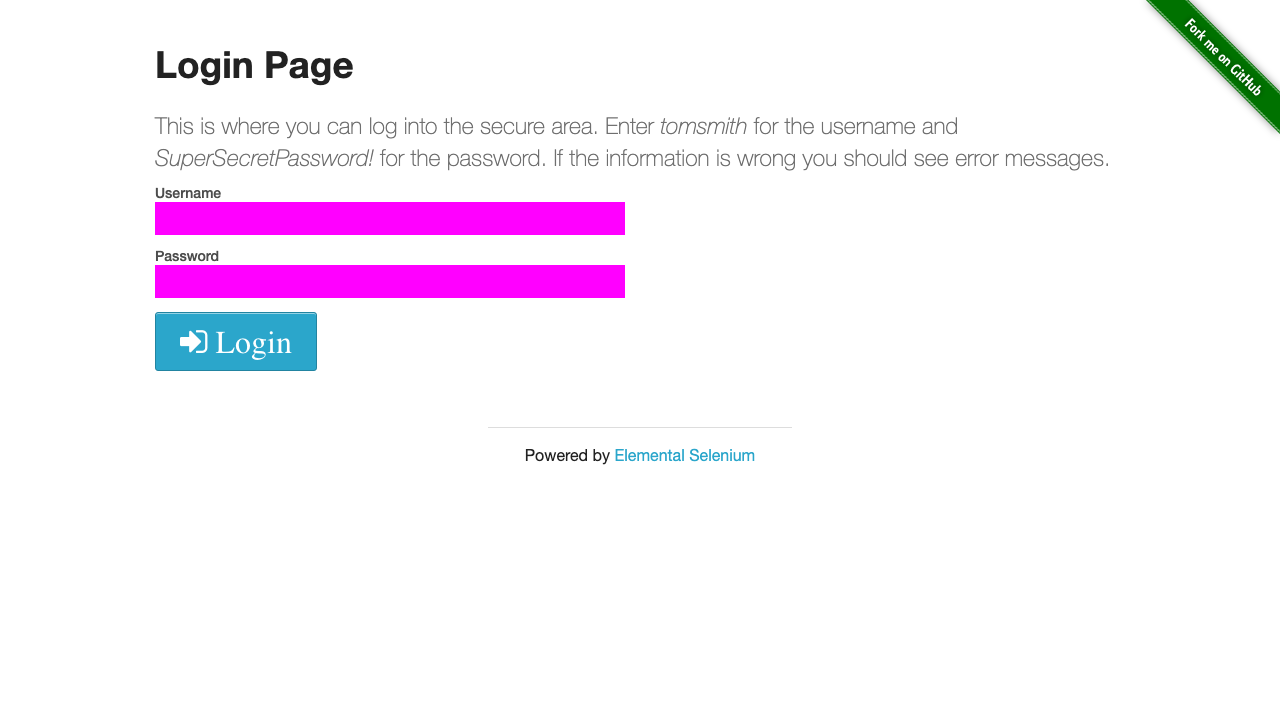 Fork me on GitHub
Login Page
This is where you can log into the secure area. Enter tomsmith for the username and
SuperSecretPassword! for the password. If the information is wrong you should see error messages.
Username
Password
Login
Powered by Elemental Selenium